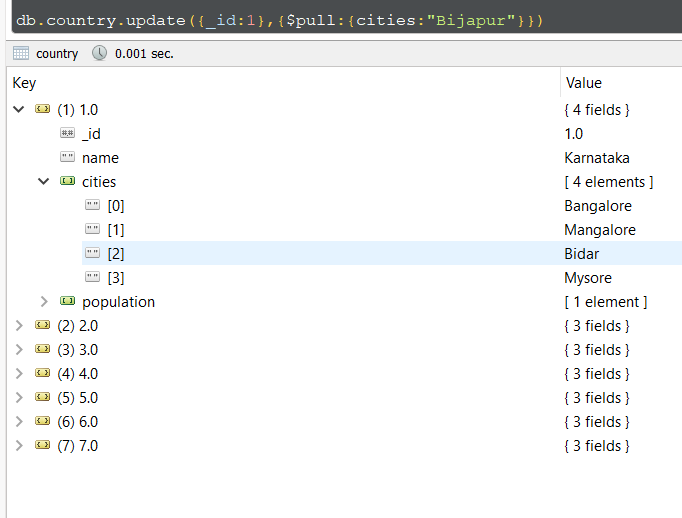 db.country.update({_id:1},{$pull:{cities:"Bijapur"}})
country 0.001 sec.
Key Value
(1) 1.0 { 4 fields }
_id 1.0
name Karnataka
cities [ 4 elements ]
[0] Bangalore
[1] Mangalore
[2] Bidar
[3] Mysore
population [ 1 element ]
(2) 2.0 { 3 fields }
(3) 3.0 { 3 fields }
(4) 4.0 { 3 fields }
(5) 5.0 { 3 fields }
(6) 6.0 { 3 fields }
(7) 7.0 { 3 fields }